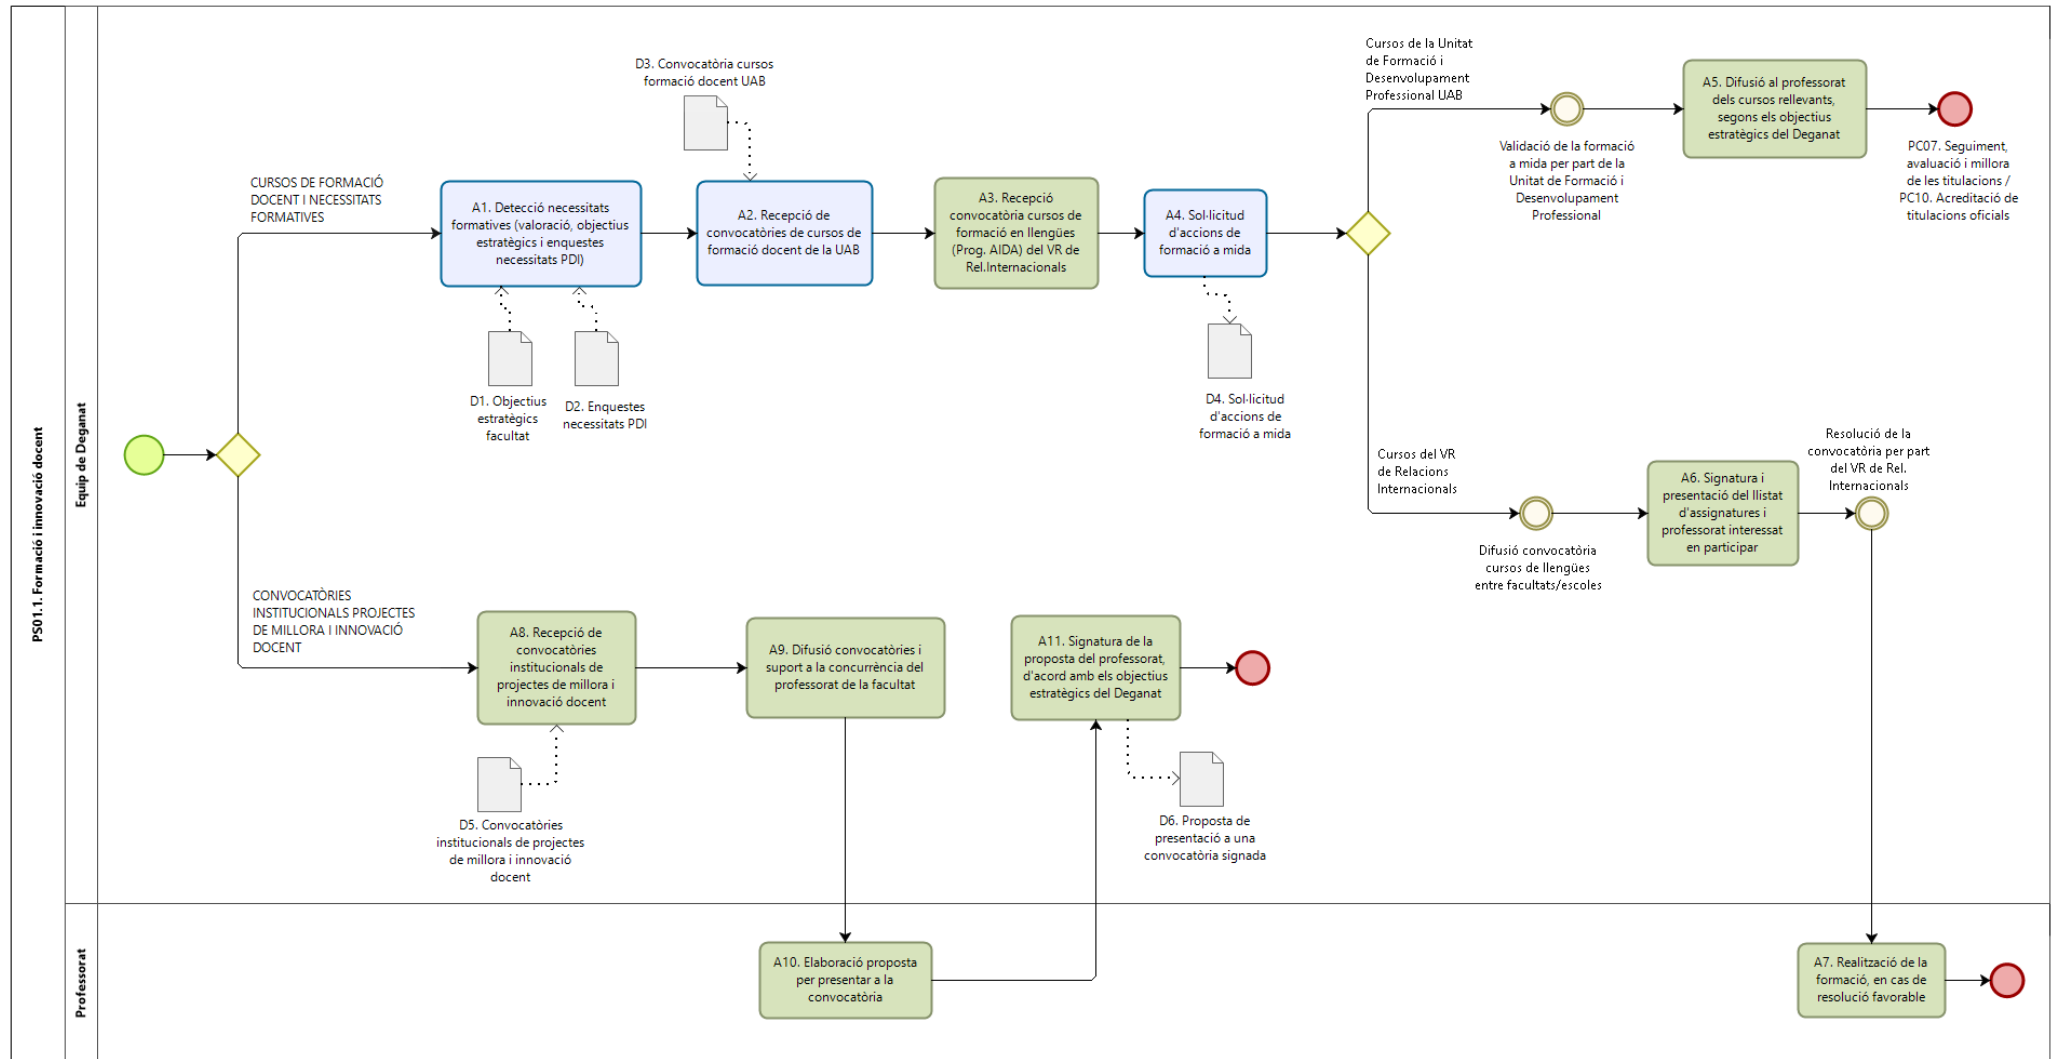 PS01.1. Formació i innovació docent
Equip de Deganat
Professorat
CURSOS DE FORMACIÓ
DOCENT I NECESSITATS
FORMATIVES
A1. Detecció necessitats
formatives (valoració, objectius
estratègics i enquestes
necessitats PDI)
D1. Objectius
estratègics
facultat
D2. Enquestes
necessitats PDI
D3. Convocatòria cursos
formació docent UAB
A2. Recepció de
convocatòries de cursos de
formació docent de la UAB
A3. Recepció
convocatòria cursos de
formació en llengües
(Prog. AIDA) del VR de
Rel.Internacionals
A4. Sol·licitud
d'accions de
formació a mida
D4. Sol·licitud
d'accions de
formació a mida
Cursos de la Unitat
de Formació i
Desenvolupament
Professional UAB
Validació de la formació
a mida per part de la
Unitat de Formació i
Desenvolupament
Professional
A5. Difusió al professorat
dels cursos rellevants,
segons els objectius
estratègics del Deganat
PC07. Seguiment,
avaluació i millora
de les titulacions /
PC10. Acreditació de
titulacions oficials
Cursos del VR
de Relacions
Internacionals
Difusió convocatòria
cursos de llengües
entre facultats/escoles
A6. Signatura i
presentació del llistat
d'assignatures i
professorat interessat
en participar
Resolució de la
convocatòria per part
del VR de Rel.
Internacionals
A7. Realització de la
formació, en cas de
resolució favorable
CONVOCATÒRIES
INSTITUCIONALS PROJECTES
DE MILLORA I INNOVACIÓ
DOCENT
A8. Recepció de
convocatòries
institucionals de
projectes de millora i
innovació docent
D5. Convocatòries
institucionals de projectes
de millora i innovació
docent
A9. Difusió convocatòries i
suport a la concurrència del
professorat de la facultat
A10. Elaboració proposta
per presentar a la
convocatòria
A11. Signatura de la
proposta del professorat,
d'acord amb els objectius
estratègics del Deganat
D6. Proposta de
presentació a una
convocatòria signada